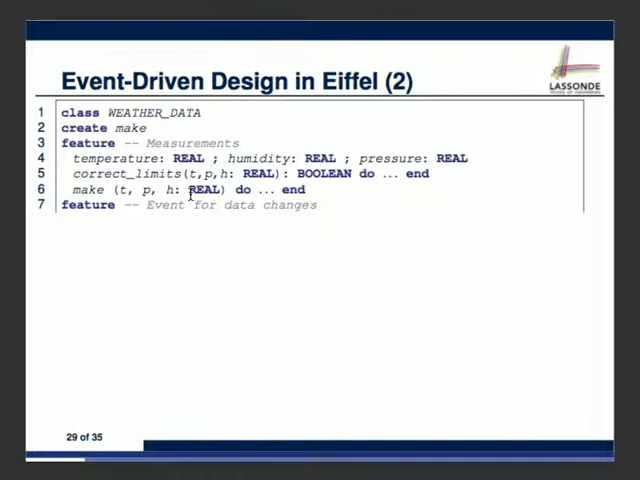 Event-Driven Design in Eiffel (2)
LASSONDE
1 class WEATHER_DATA
2 create make
3 feature -- Measurements
4 temperature: REAL ; humidity: REAL ; pressure: REAL
5 correct_limits(t,p,h: REAL): BOOLEAN do ... end
6 make (t, p, h: REAL) do ... end
7 feature -- Event for data changes
29 of 35